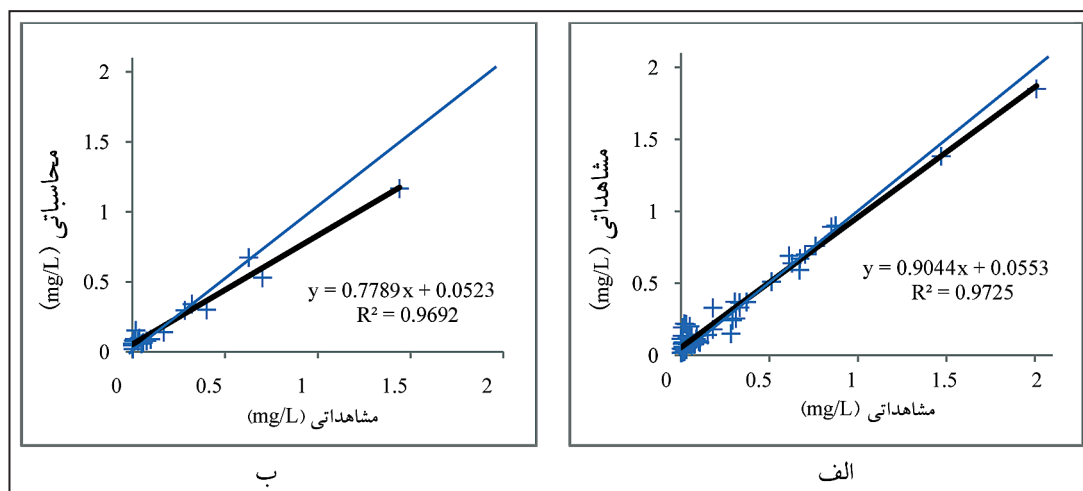 2
1.5
1
0.5
0
محاسباتی (mg/L)
y = 0.7789x + 0.0523
R² = 0.9692
0 0.5 1 1.5 2
مشاهداتی (mg/L)
ب
2
1.5
1
0.5
0
مشاهداتی (mg/L)
y = 0.9044x + 0.0553
R² = 0.9725
0 0.5 1 1.5 2
مشاهداتی (mg/L)
الف